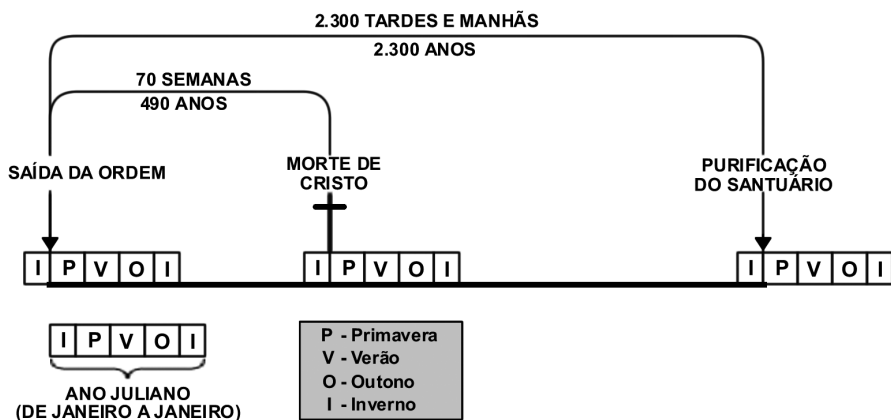 2.300 TARDES E MANHÃS
2.300 ANOS
70 SEMANAS
490 ANOS
SAÍDA DA ORDEM
MORTE DE
CRISTO
PURIFICAÇÃO
DO SANTUÁRIO
I P V O I
I P V O I
I P V O I
I P V O I
ANO JULIANO
(DE JANEIRO A JANEIRO)
P - Primavera
V - Verão
O - Outono
I - Inverno